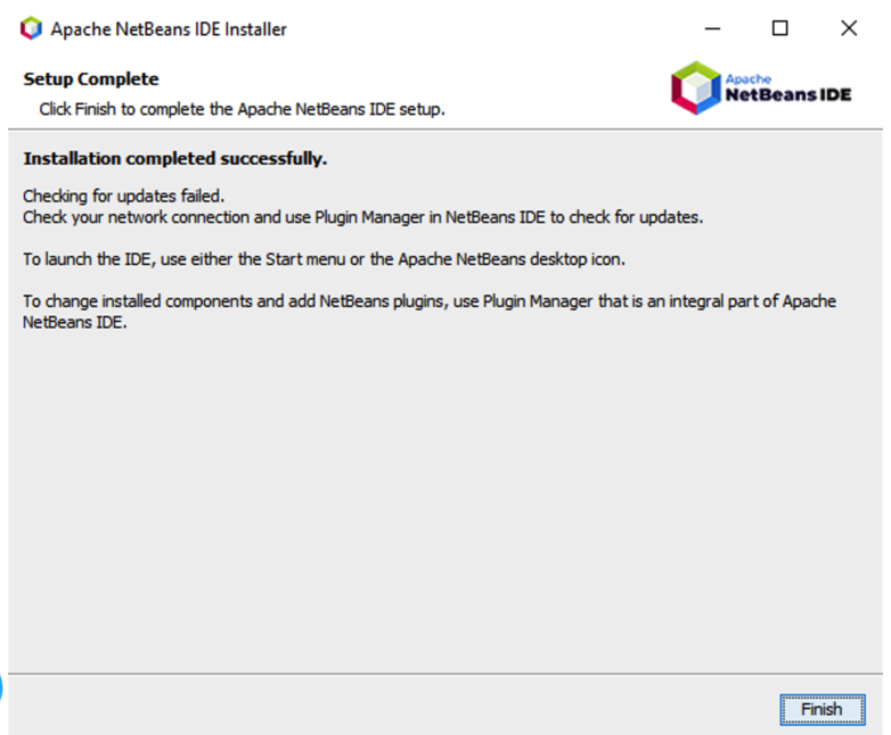 Apache NetBeans IDE Installer
Setup Complete
Click Finish to complete the Apache NetBeans IDE setup.
Apache
NetBeans IDE
Installation completed successfully.
Checking for updates failed.
Check your network connection and use Plugin Manager in NetBeans IDE to check for updates.
To launch the IDE, use either the Start menu or the Apache NetBeans desktop icon.
To change installed components and add NetBeans plugins, use Plugin Manager that is an integral part of Apache
NetBeans IDE.
Finish